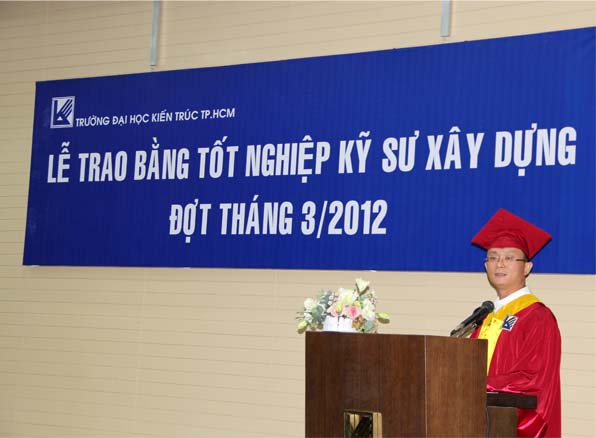 TRƯỜNG ĐẠI HỌC KIẾN TRÚC TP.HCM
LỄ TRAO BẰNG TỐT NGHIỆP KỸ SƯ XÂY DỰNG
ĐỢT THÁNG 3/2012